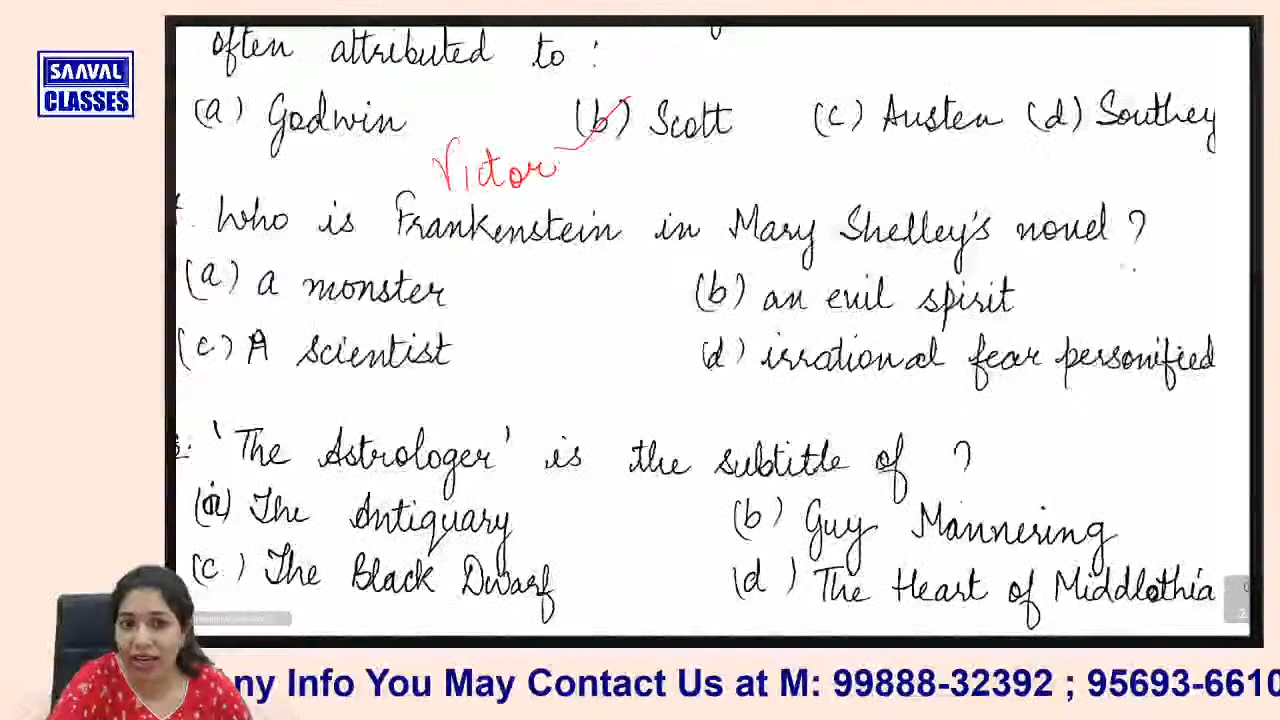 SAAVAL
CLASSES
often attributed to :
(a) Godwin (b) Scott (c) Austen (d) Southey
Victor
Who is Frankenstein in Mary Shelley's novel ?
(a) a monster (b) an evil spirit
(c) A scientist (d) irrational fear personified
'The Astrologer' is the subtitle of ?
(a) The Antiquary (b) Guy Mannering
(c) The Black Dwarf (d) The Heart of Middlothia
ny Info You May Contact Us at M: 99888-32392 ; 95693-6610